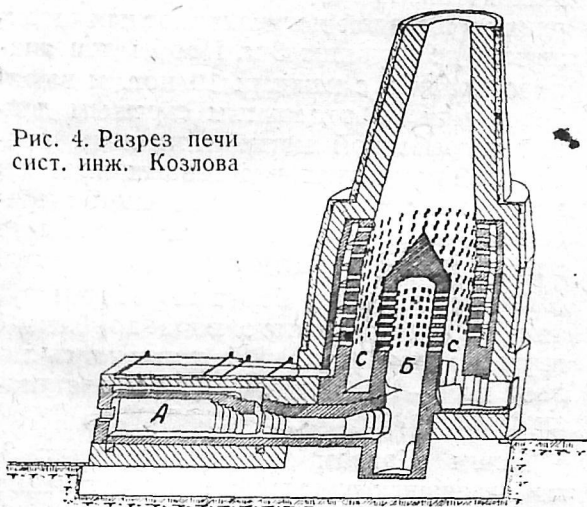 Рис. 4. Разрез печи
сист. инж. Козлова
С Б с
А